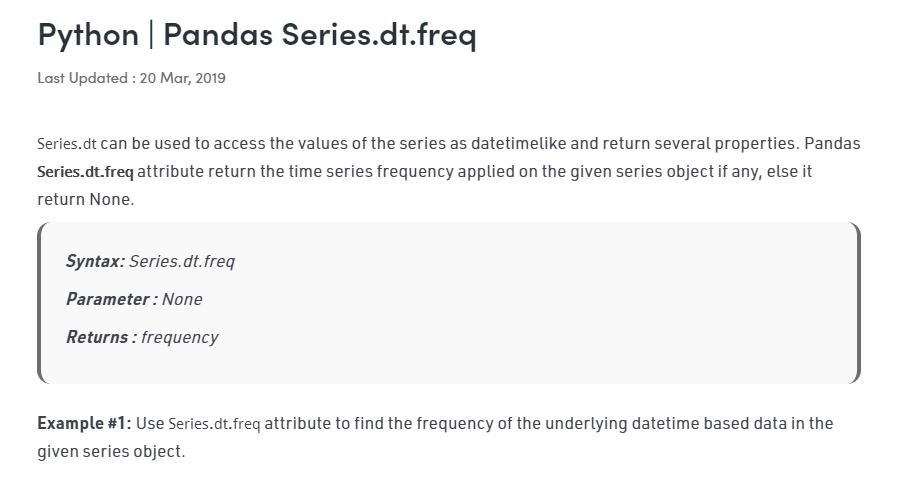 Python | Pandas Series.dt.freq
Last Updated : 20 Mar, 2019
Series.dt can be used to access the values of the series as datetimelike and return several properties. Pandas
Series.dt.freq attribute return the time series frequency applied on the given series object if any, else it
return None.
Syntax: Series.dt.freq
Parameter : None
Returns : frequency
Example #1: Use Series.dt.freq attribute to find the frequency of the underlying datetime based data in the
given series object.